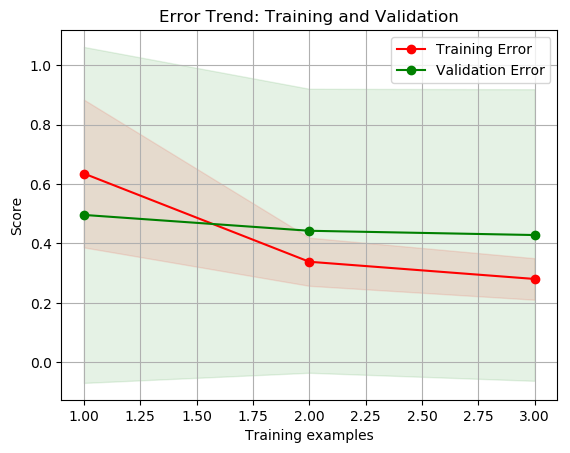 Error Trend: Training and Validation
Training Error
Validation Error
Score
1.0
0.8
0.6
0.4
0.2
0.0
1.00 1.25 1.50 1.75 2.00 2.25 2.50 2.75 3.00
Training examples